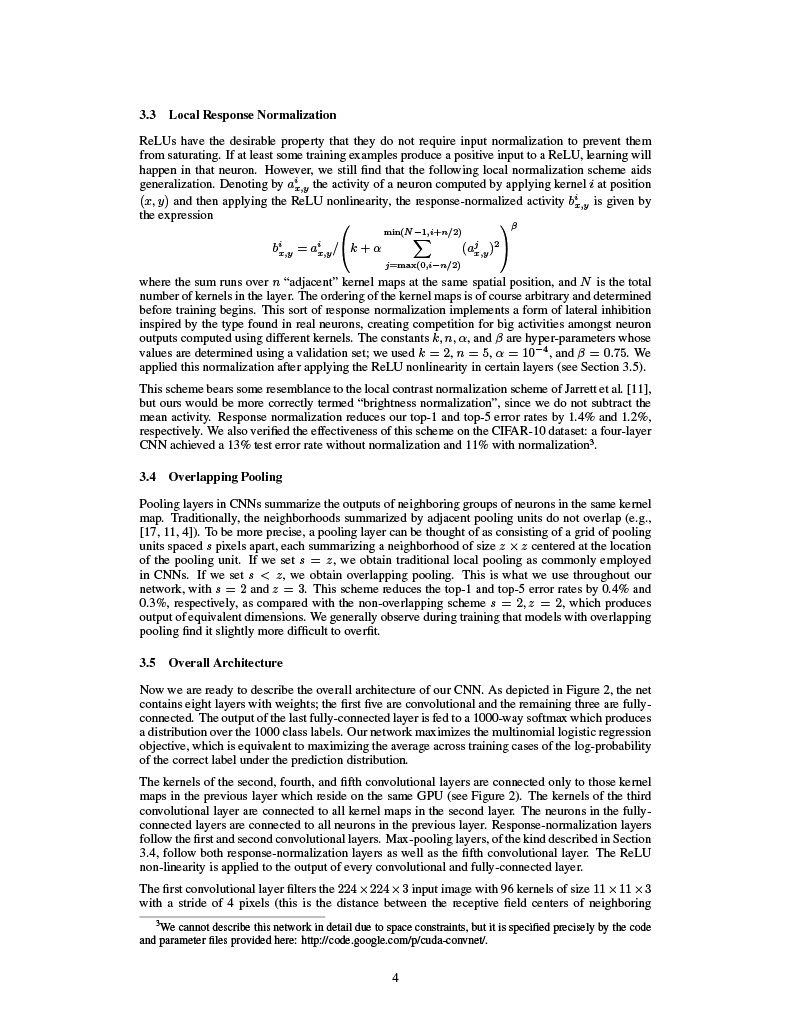 3.3 Local Response Normalization
ReLUs have the desirable property that they do not require input normalization to prevent them
from saturating. If at least some training examples produce a positive input to a ReLU, learning will
happen in that neuron. However, we still find that the following local normalization scheme aids
generalization. Denoting by a^i_{x,y} the activity of a neuron computed by applying kernel i at position
(x, y) and then applying the ReLU nonlinearity, the response-normalized activity b^i_{x,y} is given by
the expression
b^i_{x,y} = a^i_{x,y} / ( k + α ∑_{j=max(0,i−n/2)}^{min(N−1,i+n/2)} (a^j_{x,y})^2 )^β
where the sum runs over n “adjacent” kernel maps at the same spatial position, and N is the total
number of kernels in the layer. The ordering of the kernel maps is of course arbitrary and determined
before training begins. This sort of response normalization implements a form of lateral inhibition
inspired by the type found in real neurons, creating competition for big activities amongst neuron
outputs computed using different kernels. The constants k, n, α, and β are hyper-parameters whose
values are determined using a validation set; we used k = 2, n = 5, α = 10^{−4}, and β = 0.75. We
applied this normalization after applying the ReLU nonlinearity in certain layers (see Section 3.5).
This scheme bears some resemblance to the local contrast normalization scheme of Jarrett et al. [11],
but ours would be more correctly termed “brightness normalization”, since we do not subtract the
mean activity. Response normalization reduces our top-1 and top-5 error rates by 1.4% and 1.2%,
respectively. We also verified the effectiveness of this scheme on the CIFAR-10 dataset: a four-layer
CNN achieved a 13% test error rate without normalization and 11% with normalization³.
3.4 Overlapping Pooling
Pooling layers in CNNs summarize the outputs of neighboring groups of neurons in the same kernel
map. Traditionally, the neighborhoods summarized by adjacent pooling units do not overlap (e.g.,
[17, 11, 4]). To be more precise, a pooling layer can be thought of as consisting of a grid of pooling
units spaced s pixels apart, each summarizing a neighborhood of size z × z centered at the location
of the pooling unit. If we set s = z, we obtain traditional local pooling as commonly employed
in CNNs. If we set s < z, we obtain overlapping pooling. This is what we use throughout our
network, with s = 2 and z = 3. This scheme reduces the top-1 and top-5 error rates by 0.4% and
0.3%, respectively, as compared with the non-overlapping scheme s = 2, z = 2, which produces
output of equivalent dimensions. We generally observe during training that models with overlapping
pooling find it slightly more difficult to overfit.
3.5 Overall Architecture
Now we are ready to describe the overall architecture of our CNN. As depicted in Figure 2, the net
contains eight layers with weights; the first five are convolutional and the remaining three are fully-
connected. The output of the last fully-connected layer is fed to a 1000-way softmax which produces
a distribution over the 1000 class labels. Our network maximizes the multinomial logistic regression
objective, which is equivalent to maximizing the average across training cases of the log-probability
of the correct label under the prediction distribution.
The kernels of the second, fourth, and fifth convolutional layers are connected only to those kernel
maps in the previous layer which reside on the same GPU (see Figure 2). The kernels of the third
convolutional layer are connected to all kernel maps in the second layer. The neurons in the fully-
connected layers are connected to all neurons in the previous layer. Response-normalization layers
follow the first and second convolutional layers. Max-pooling layers, of the kind described in Section
3.4, follow both response-normalization layers as well as the fifth convolutional layer. The ReLU
non-linearity is applied to the output of every convolutional and fully-connected layer.
The first convolutional layer filters the 224 × 224 × 3 input image with 96 kernels of size 11 × 11 × 3
with a stride of 4 pixels (this is the distance between the receptive field centers of neighboring
³We cannot describe this network in detail due to space constraints, but it is specified precisely by the code
and parameter files provided here: http://code.google.com/p/cuda-convnet/.
4